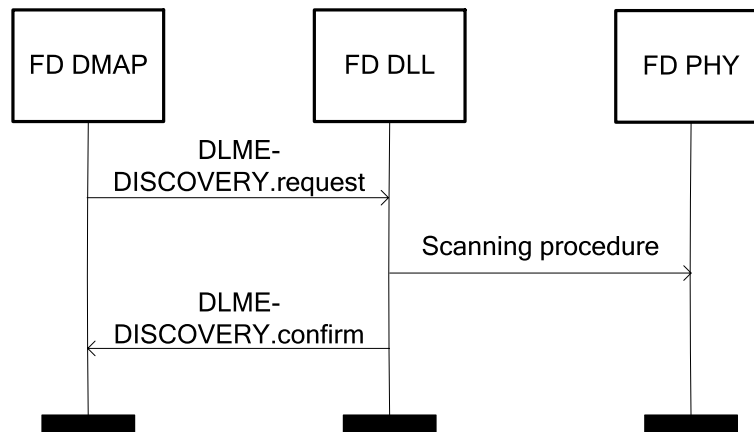 FD DMAP
FD DLL
FD PHY
DLME-
DISCOVERY.request
Scanning procedure
DLME-
DISCOVERY.confirm